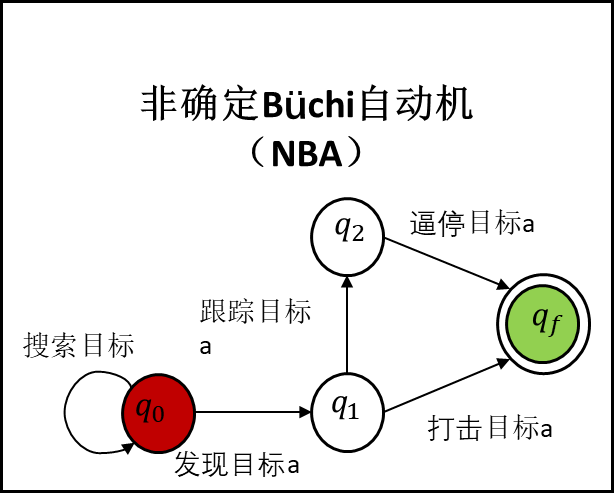 非确定Büchi自动机
（NBA）
q2
逼停目标a
跟踪目标
a
qf
搜索目标
q0
q1
打击目标a
发现目标a